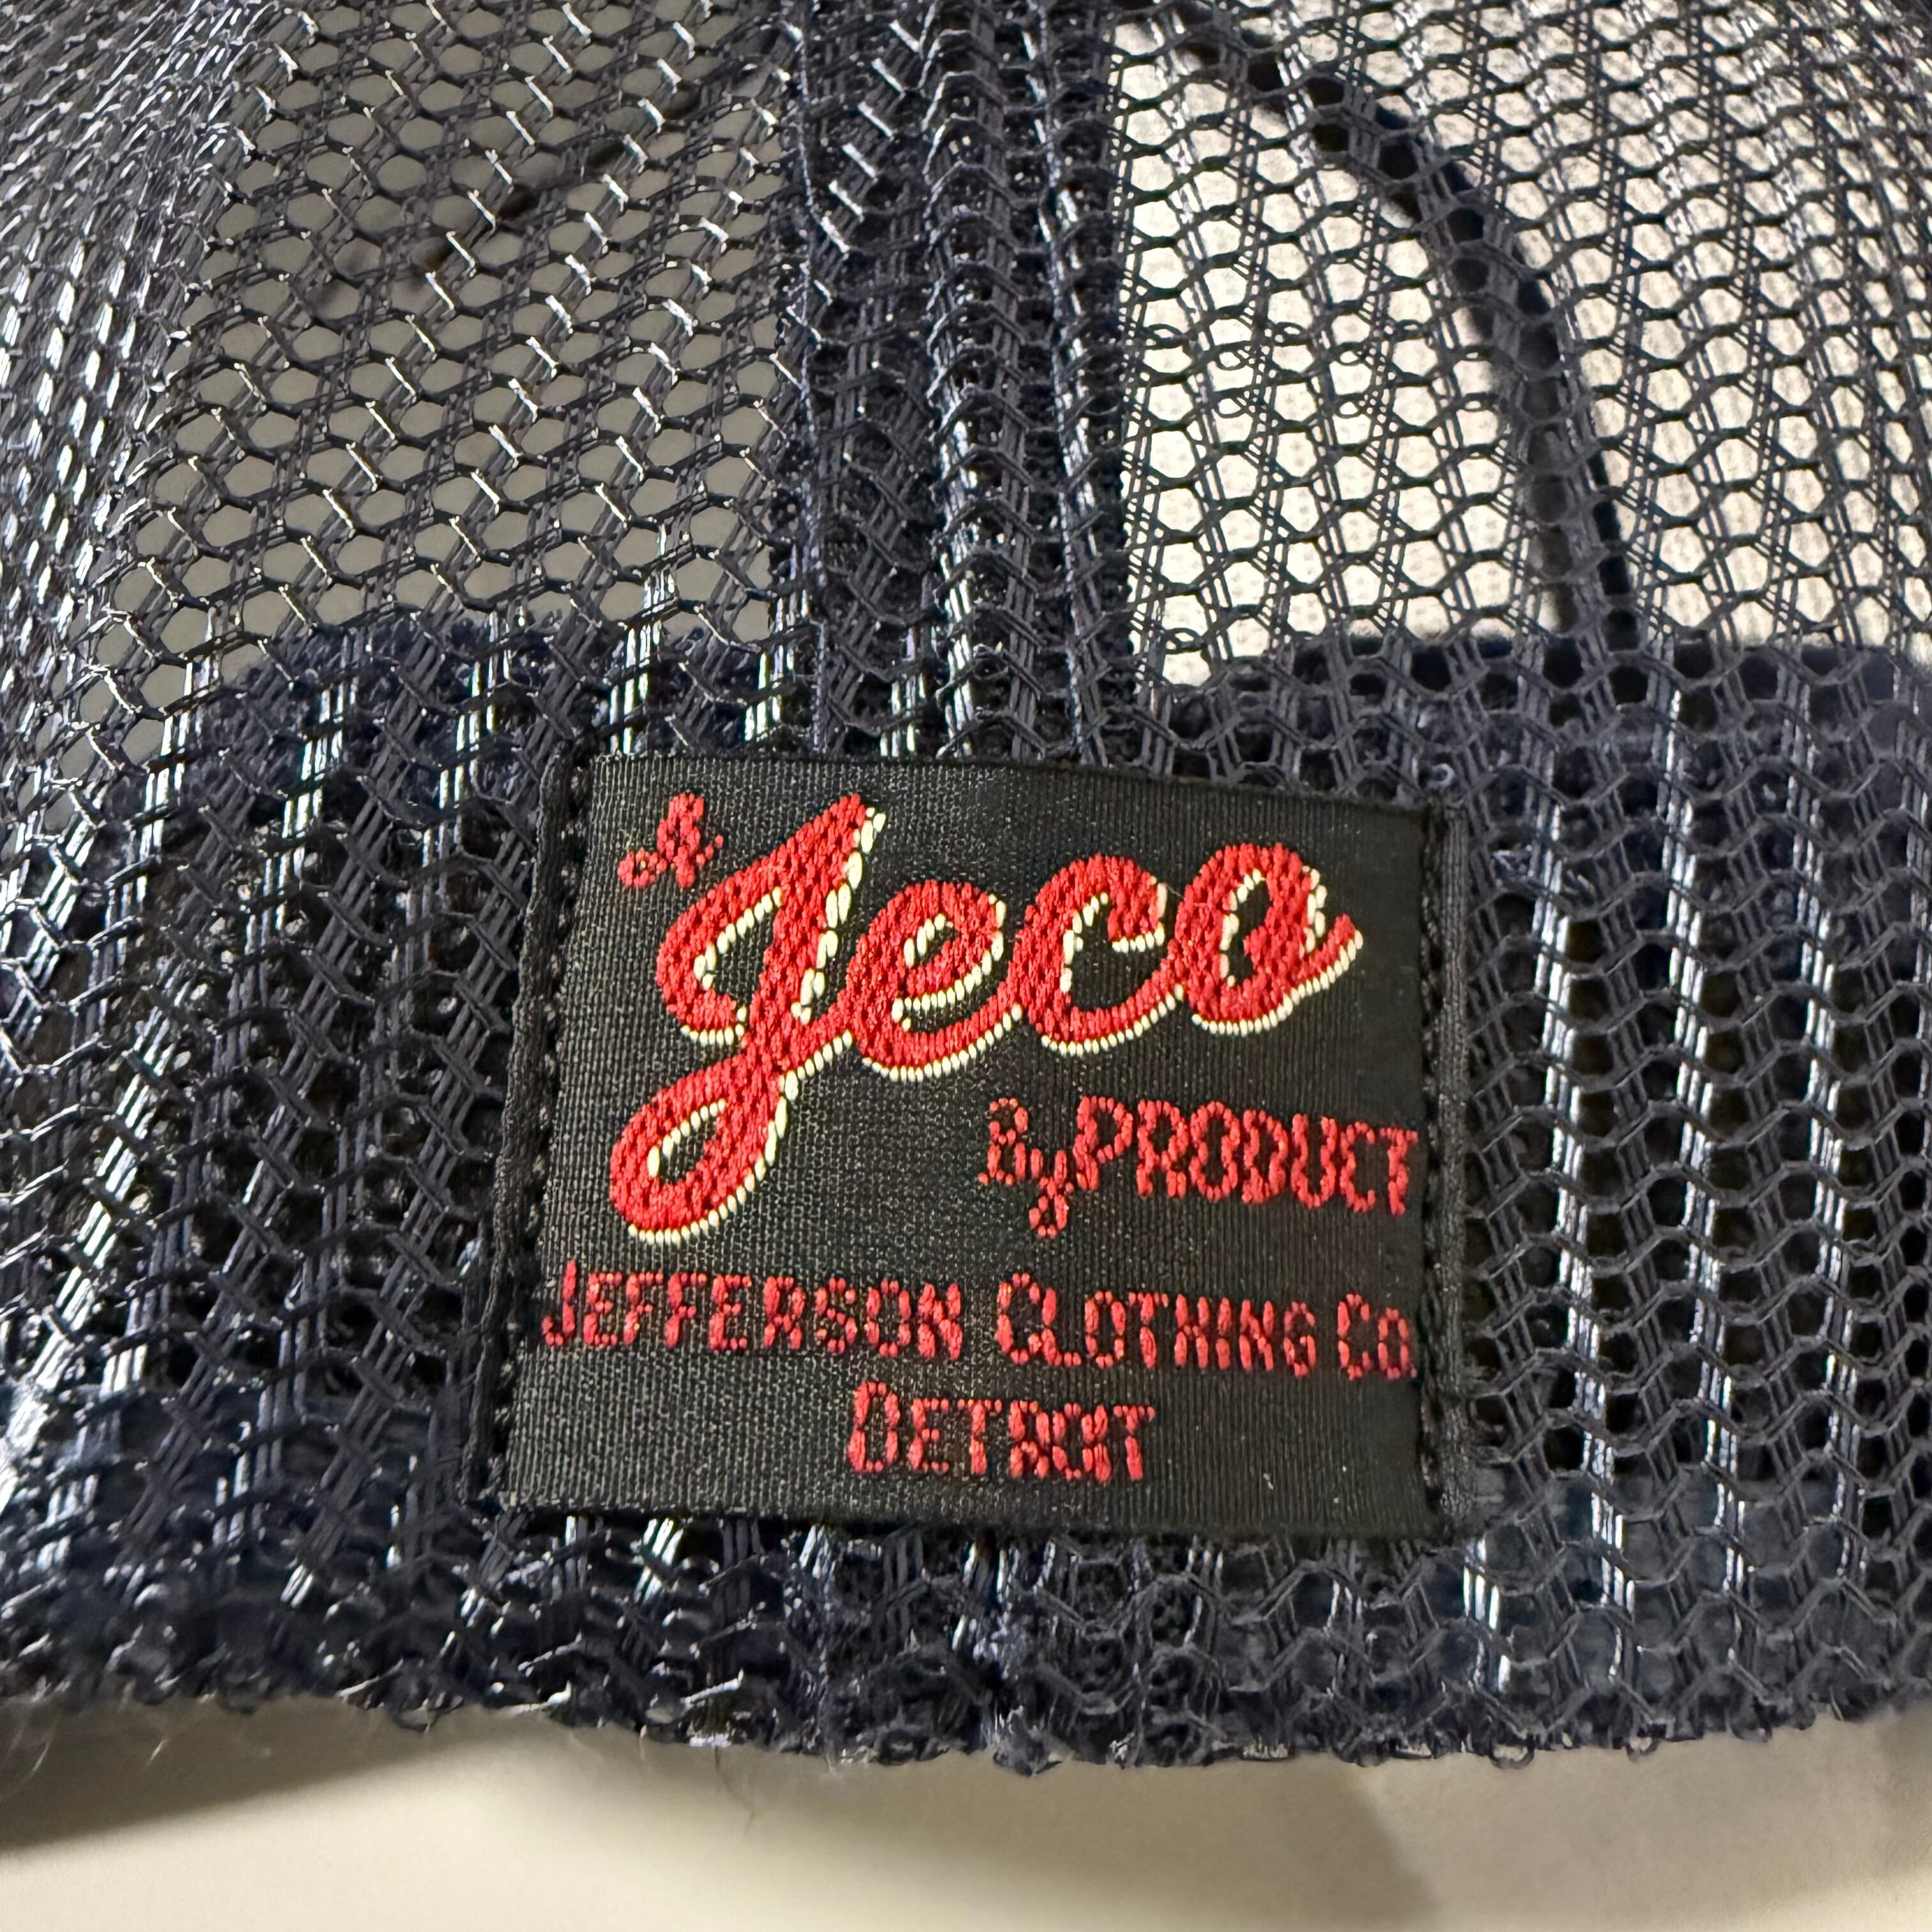 A
Jeco
By PRODUCT
JEFFERSON CLOTHING CO.
DETROIT